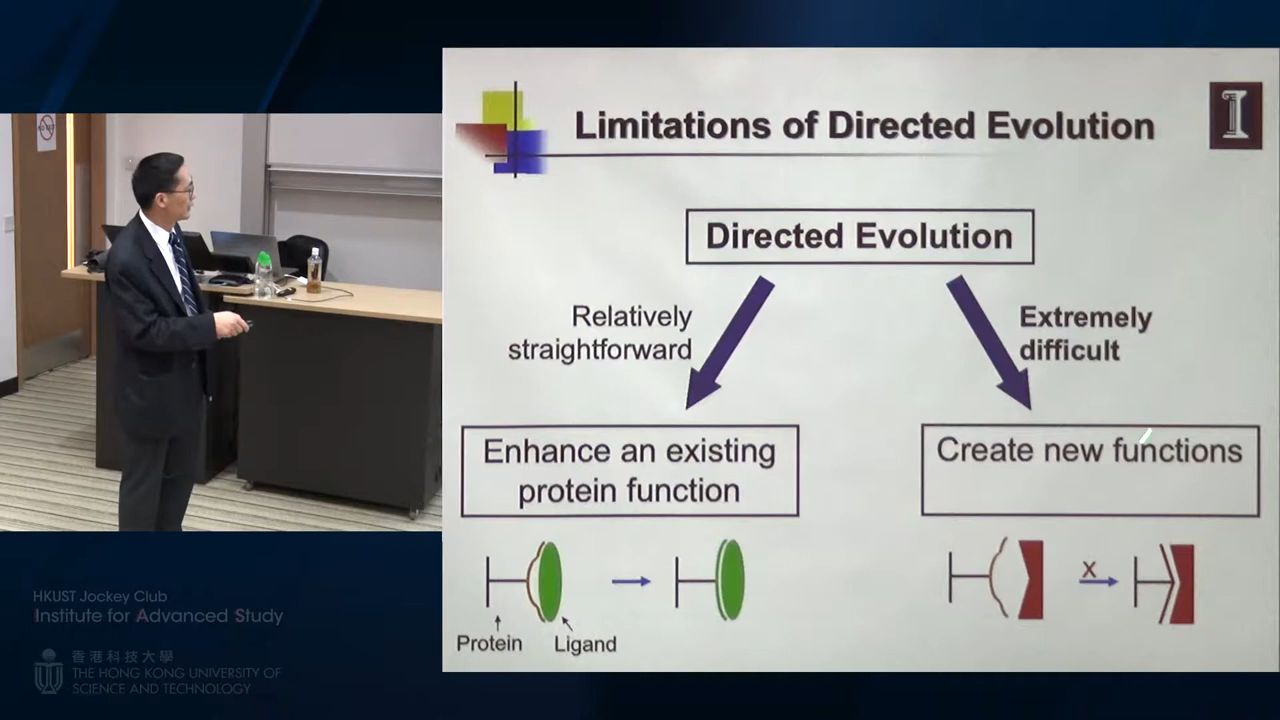 Limitations of Directed Evolution
Directed Evolution
Relatively
straightforward
Extremely
difficult
Enhance an existing
protein function
Create new functions
X
Protein
Ligand
HKUST Jockey Club
Institute for Advanced Study
香港科技大學
THE HONG KONG UNIVERSITY OF
SCIENCE AND TECHNOLOGY